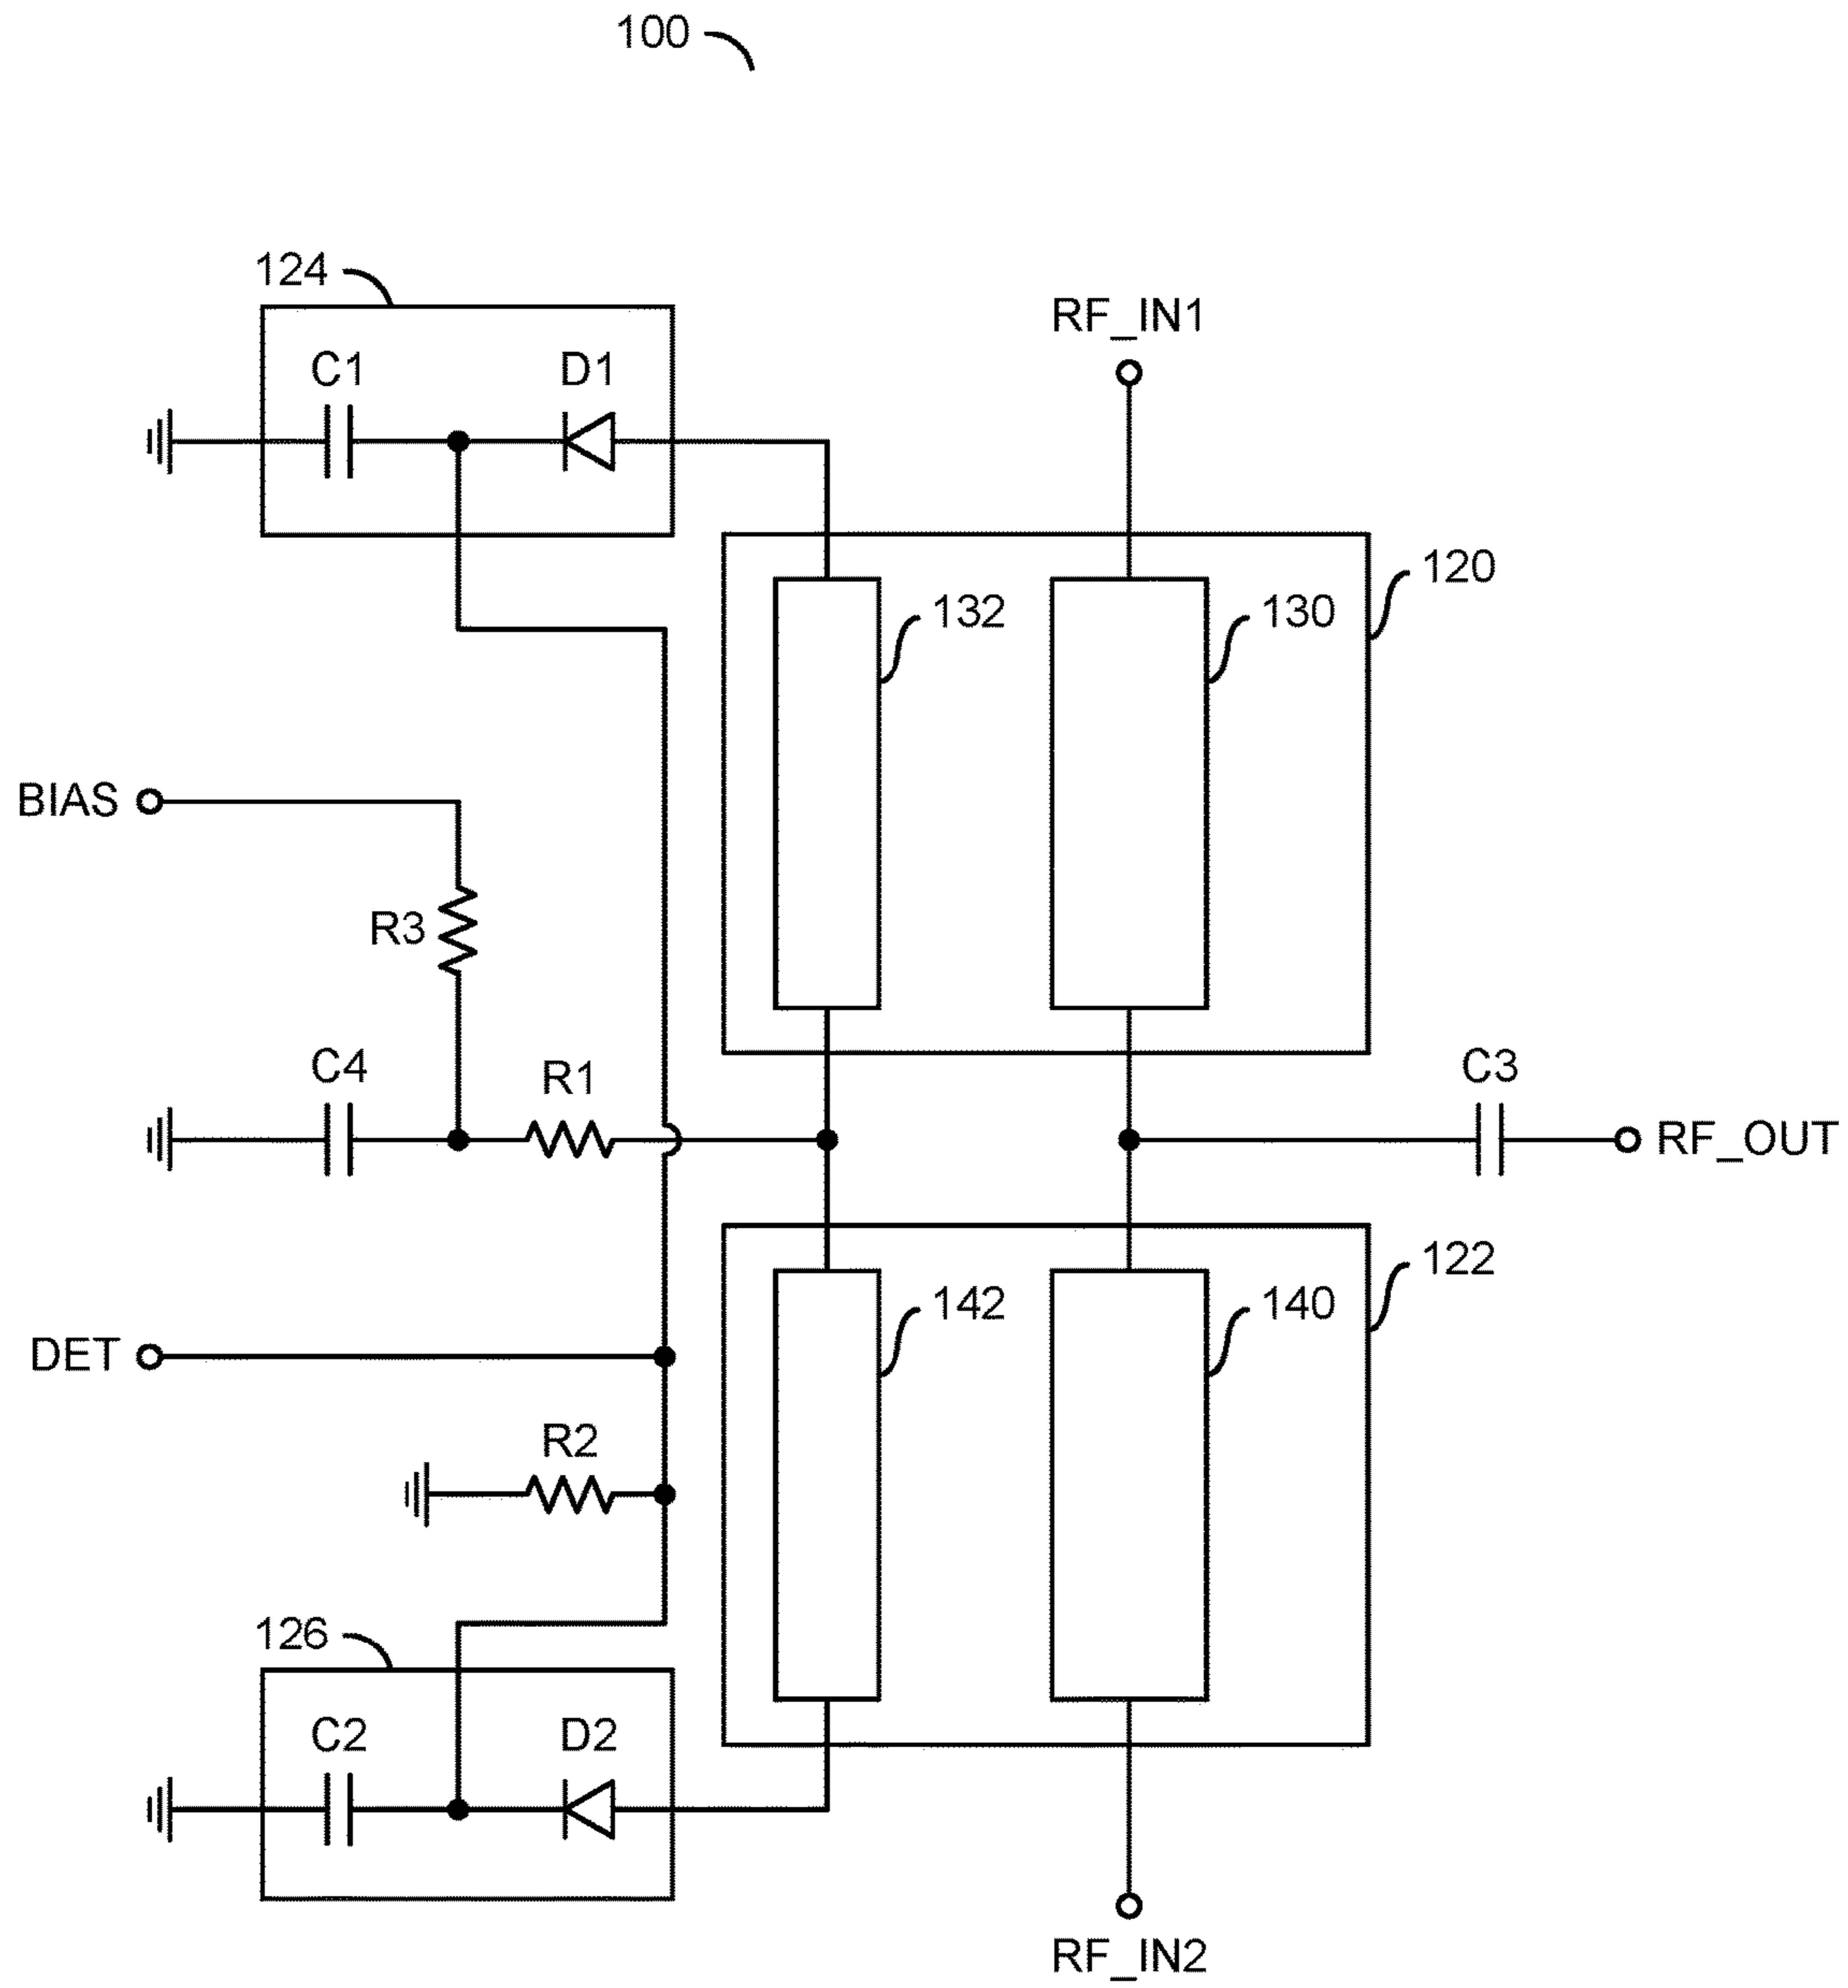 100
124
C1
D1
RF_IN1
120
132
130
BIAS
R3
C4
R1
C3
RF_OUT
122
142
140
DET
R2
126
C2
D2
RF_IN2